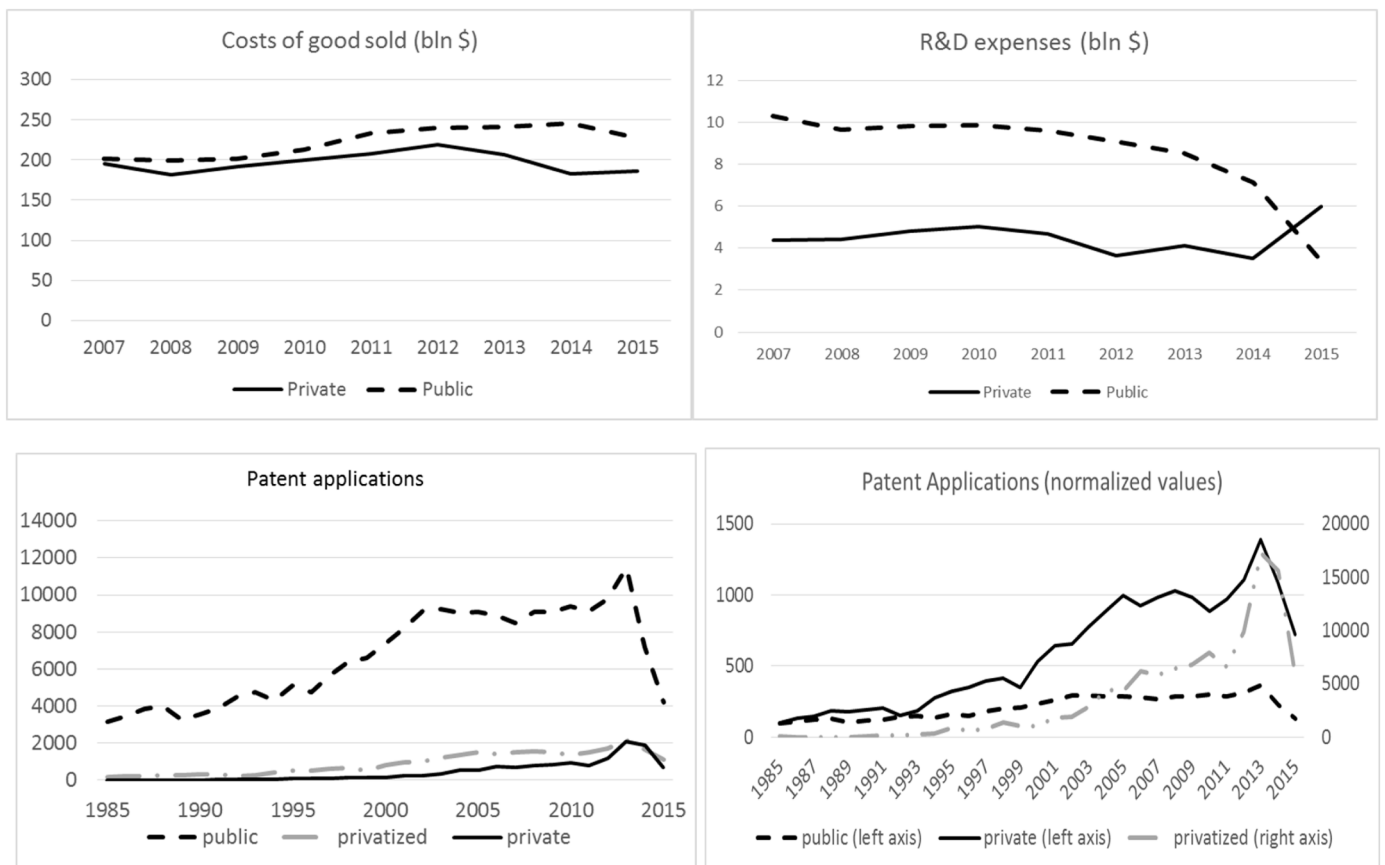 Costs of good sold (bln $)
300
250
200
150
100
50
0
2007 2008 2009 2010 2011 2012 2013 2014 2015
Private Public
R&D expenses (bln $)
12
10
8
6
4
2
0
2007 2008 2009 2010 2011 2012 2013 2014 2015
Private Public
Patent applications
14000
12000
10000
8000
6000
4000
2000
0
1985 1990 1995 2000 2005 2010 2015
public privatized private
Patent Applications (normalized values)
1500 20000
15000
1000
10000
500
5000
0 0
1985 1987 1989 1991 1993 1995 1997 1999 2001 2003 2005 2007 2009 2011 2013 2015
public (left axis) private (left axis) privatized (right axis)